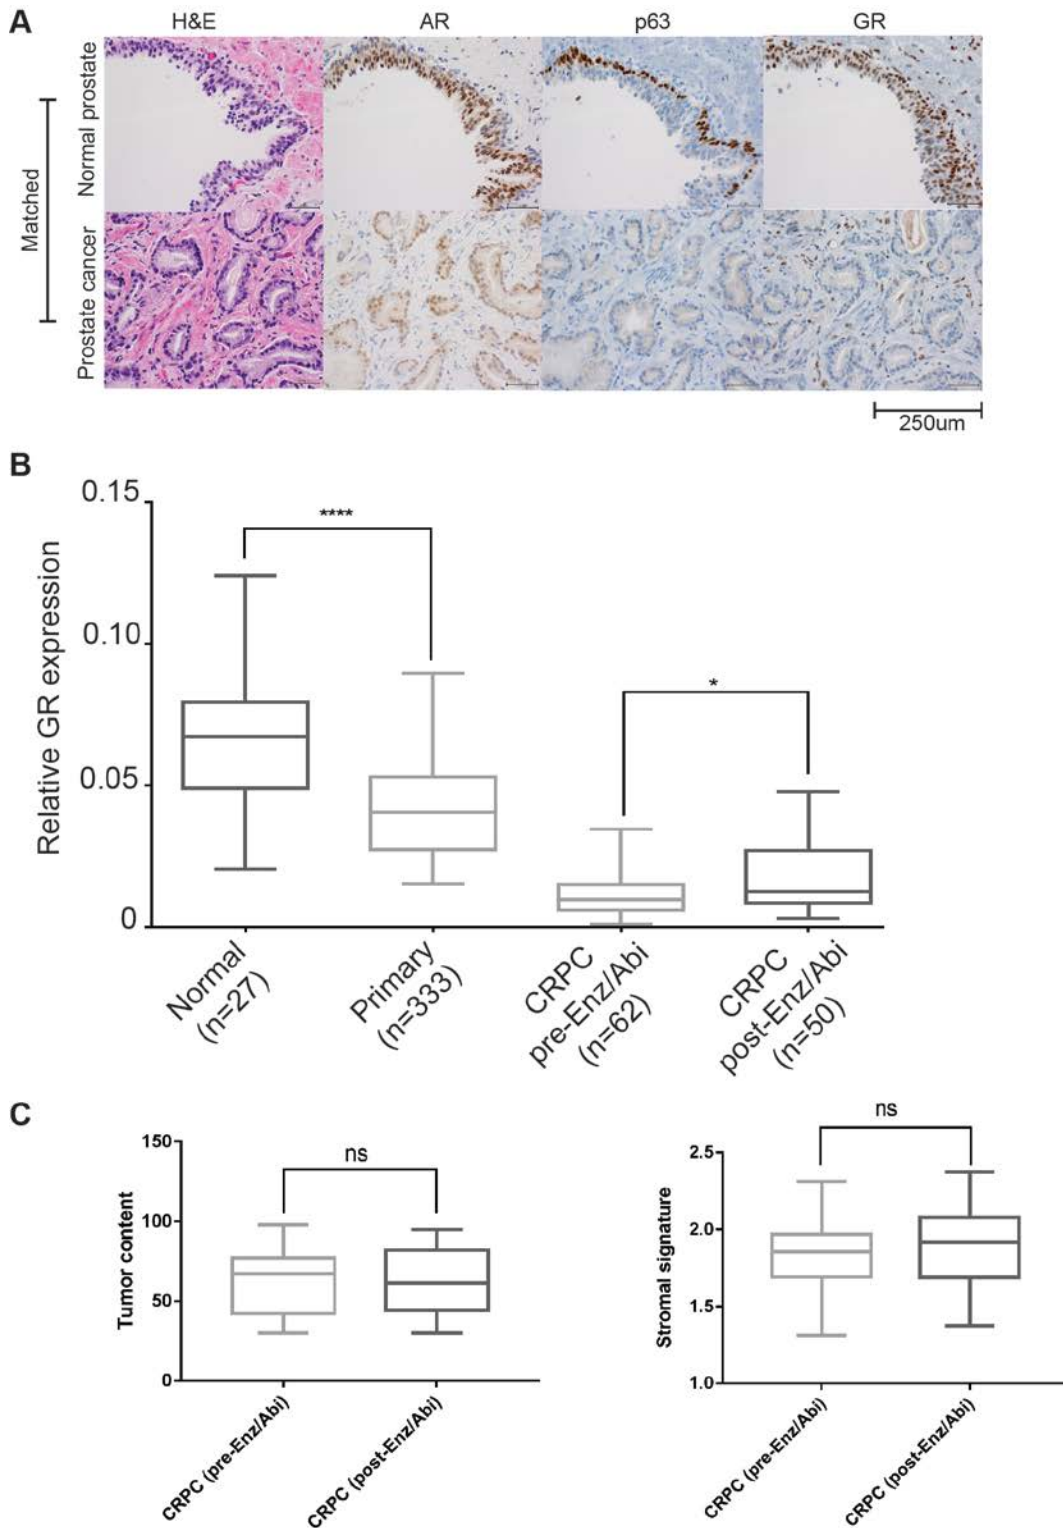 A
H&E AR p63 GR
Matched
Normal prostate
Prostate cancer
250um
B
Relative GR expression
0.15
0.10
0.05
0
****
*
Normal
(n=27)
Primary
(n=333)
CRPC
pre-Enz/Abi
(n=62)
CRPC
post-Enz/Abi
(n=50)
C
Tumor content
150
100
50
0
ns
CRPC (pre-Enz/Abi)
CRPC (post-Enz/Abi)
Stromal signature
2.5
2.0
1.5
1.0
ns
CRPC (pre-Enz/Abi)
CRPC (post-Enz/Abi)